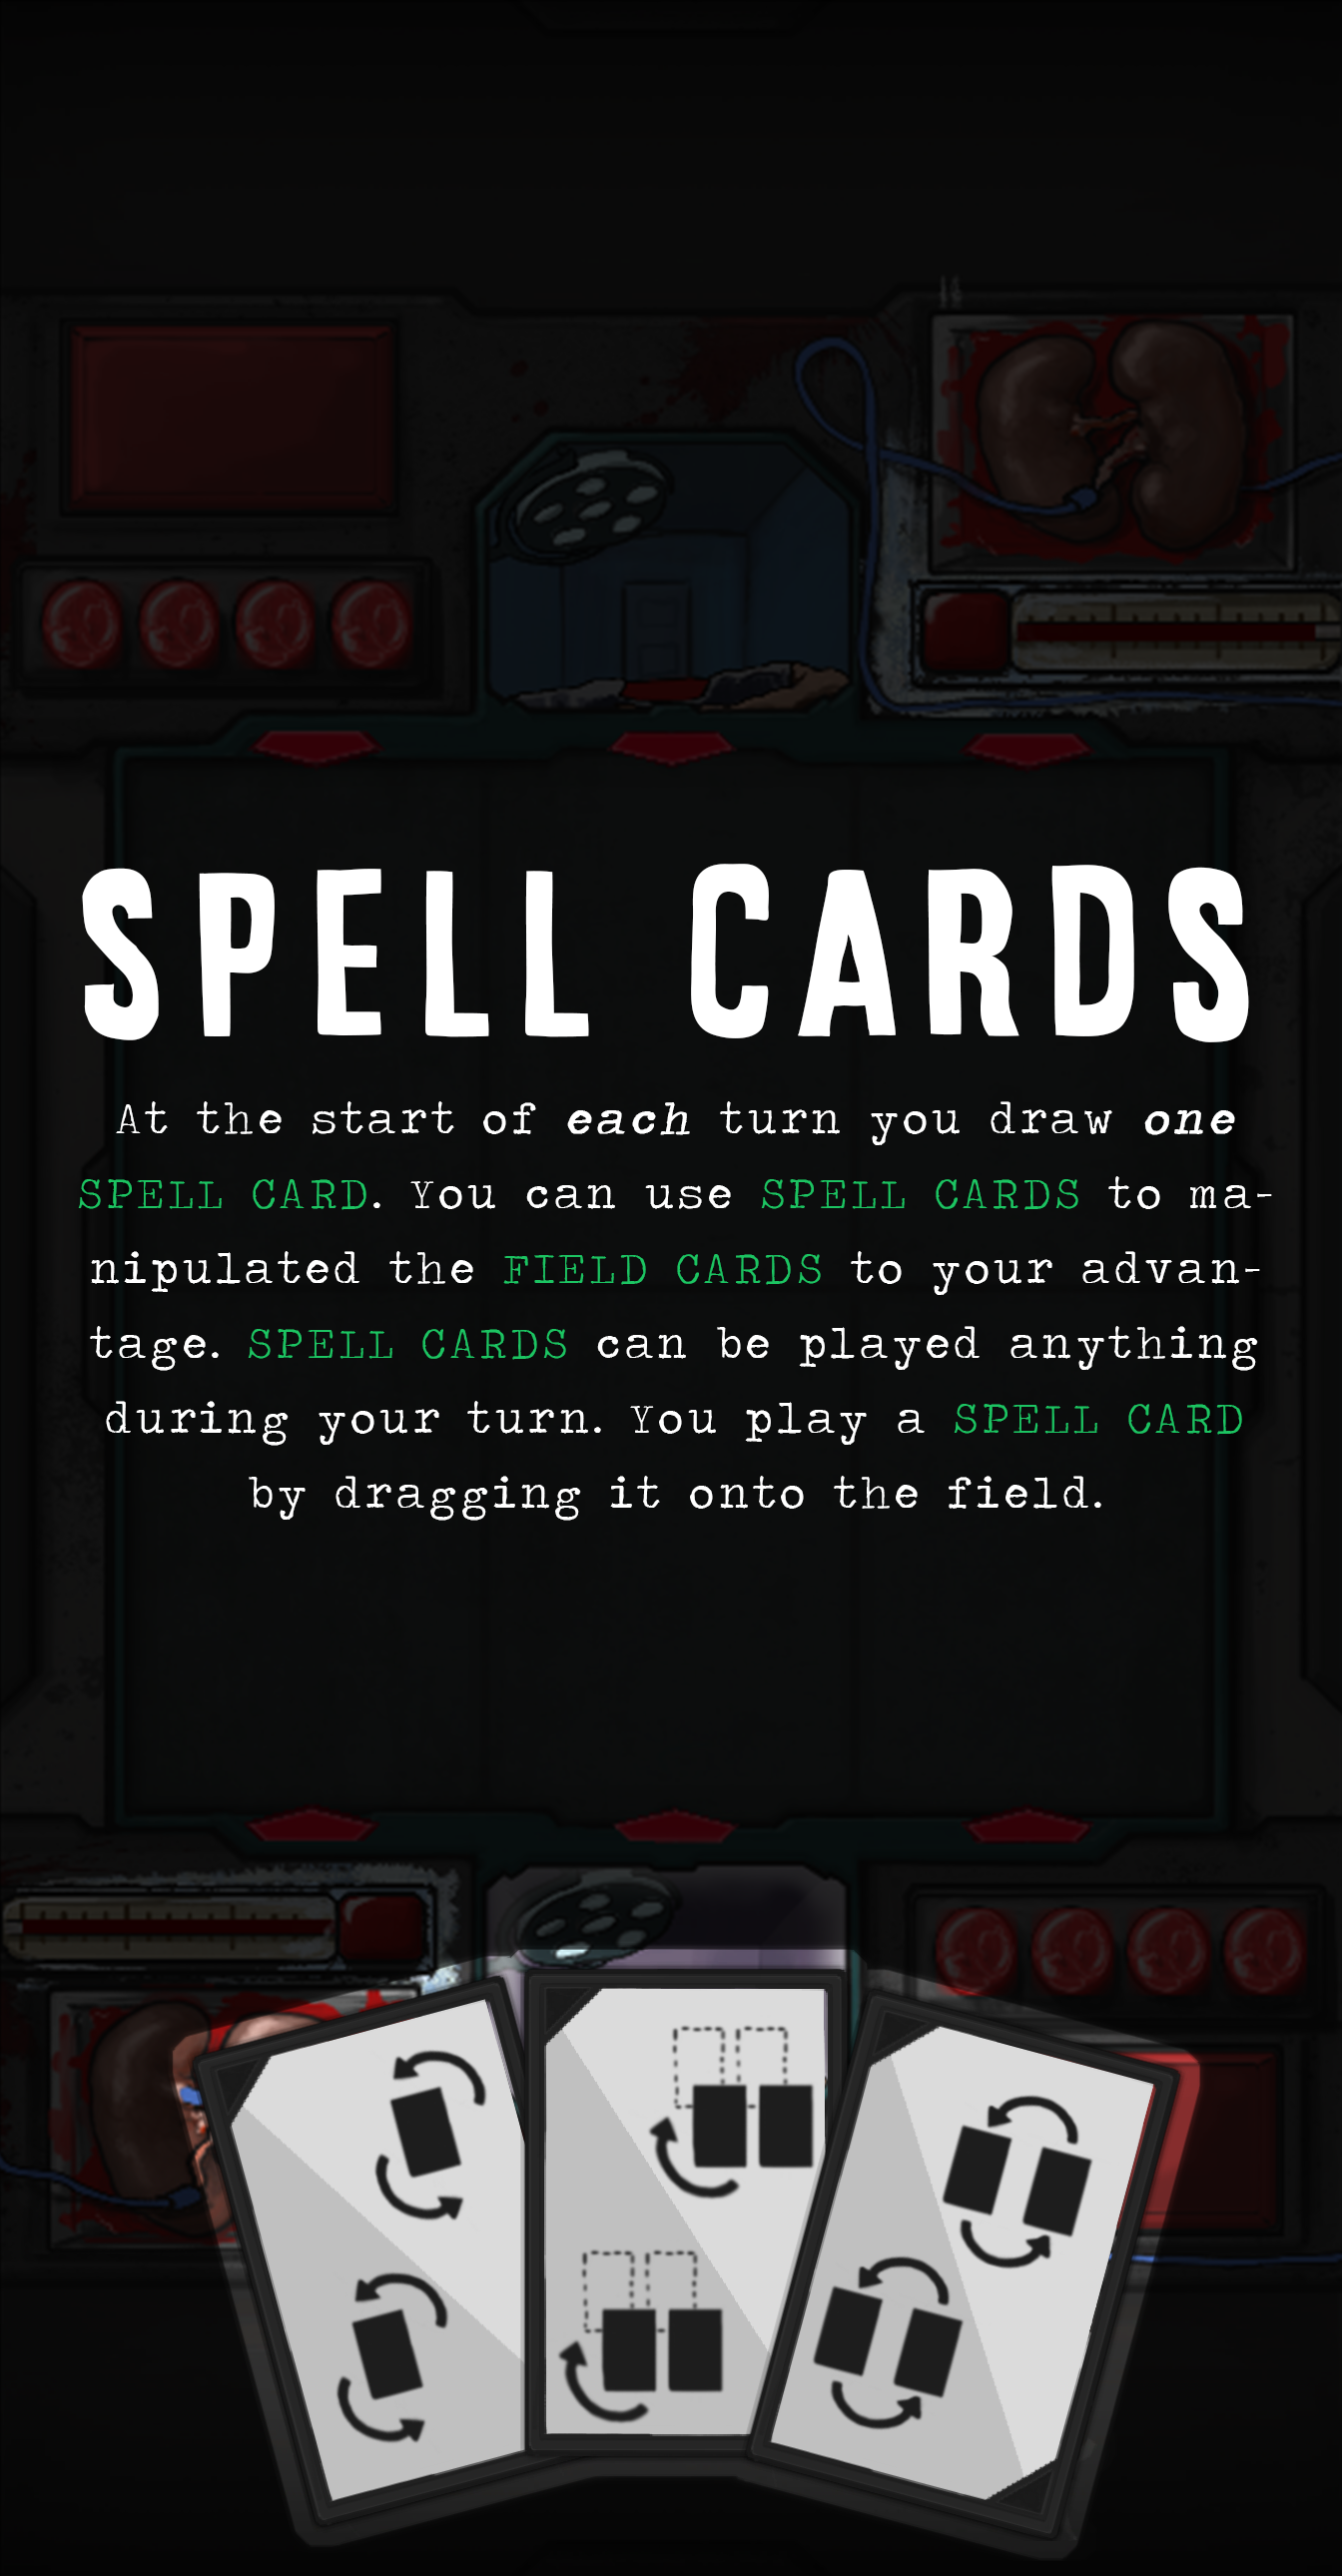 SPELL CARDS
At the start of each turn you draw one
SPELL CARD. You can use SPELL CARDS to ma-
nipulated the FIELD CARDS to your advan-
tage. SPELL CARDS can be played anything
during your turn. You play a SPELL CARD
by dragging it onto the field.